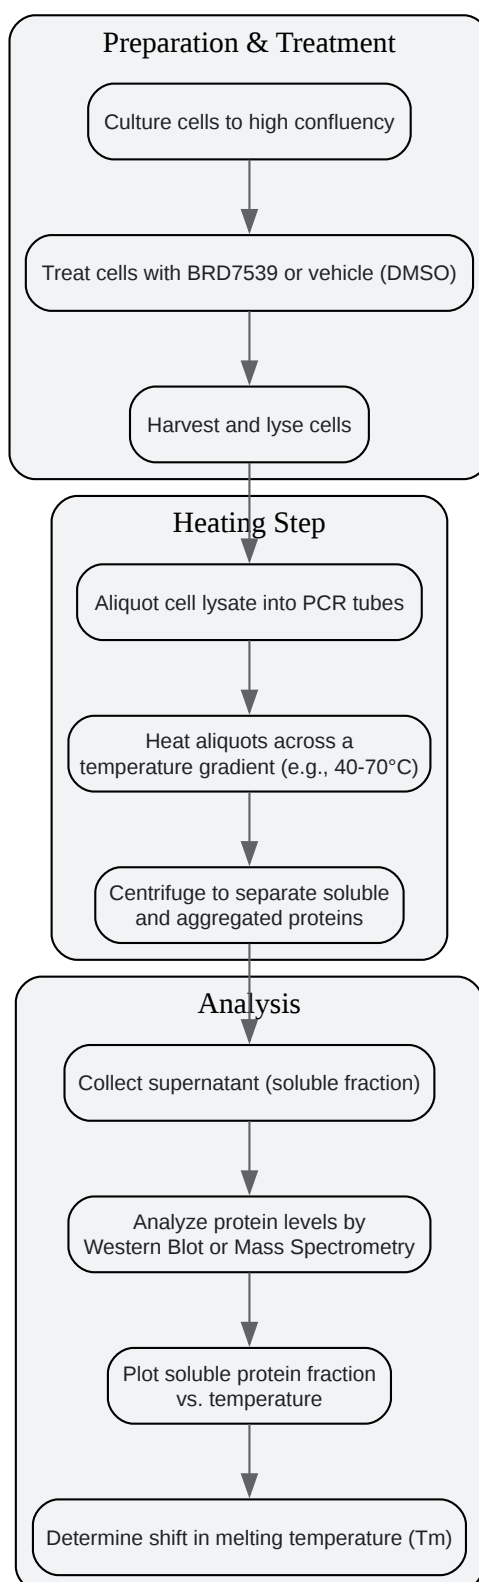 Preparation & Treatment
Culture cells to high confluency
Treat cells with BRD7539 or vehicle (DMSO)
Harvest and lyse cells
Heating Step
Aliquot cell lysate into PCR tubes
Heat aliquots across a
temperature gradient (e.g., 40-70°C)
Centrifuge to separate soluble
and aggregated proteins
Analysis
Collect supernatant (soluble fraction)
Analyze protein levels by
Western Blot or Mass Spectrometry
Plot soluble protein fraction
vs. temperature
Determine shift in melting temperature (Tm)